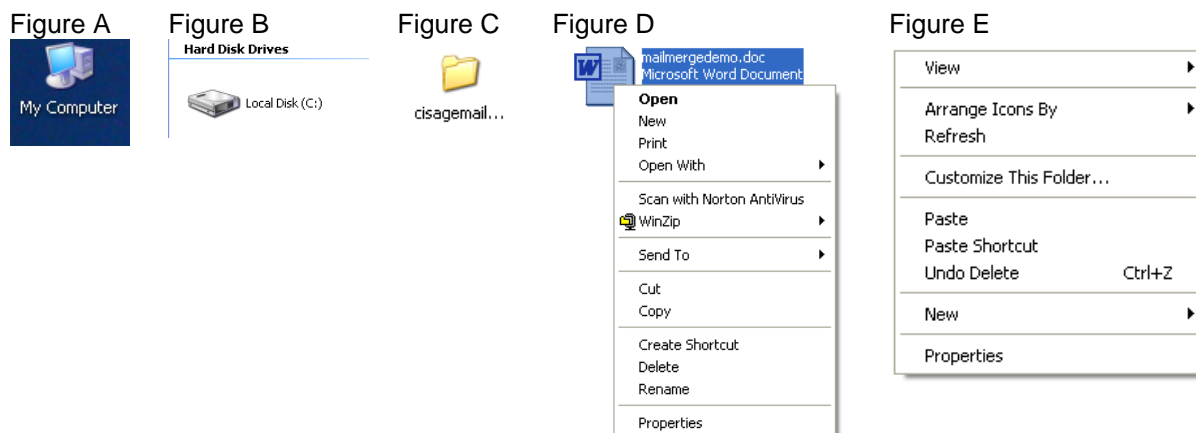 Figure A
My Computer
Figure B
Hard Disk Drives
Local Disk (C:)
Figure C
cisagemail...
Figure D
mailmergedemo.doc
Microsoft Word Document
Open
New
Print
Open With
Scan with Norton AntiVirus
WinZip
Send To
Cut
Copy
Create Shortcut
Delete
Rename
Properties
Figure E
View
Arrange Icons By
Refresh
Customize This Folder...
Paste
Paste Shortcut
Undo Delete Ctrl+Z
New
Properties